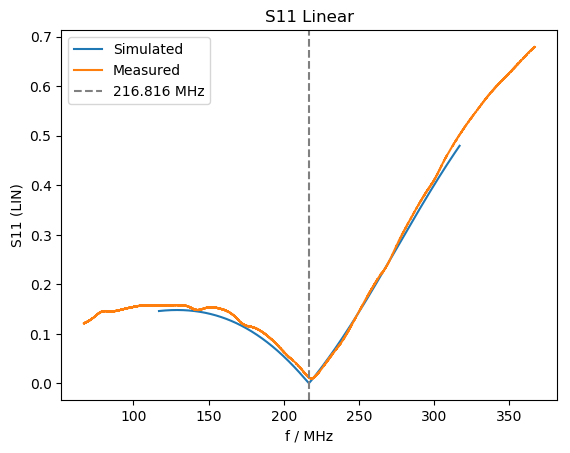 S11 Linear
Simulated
Measured
216.816 MHz
S11 (LIN)
0.7
0.6
0.5
0.4
0.3
0.2
0.1
0.0
100
150
200
250
300
350
f / MHz